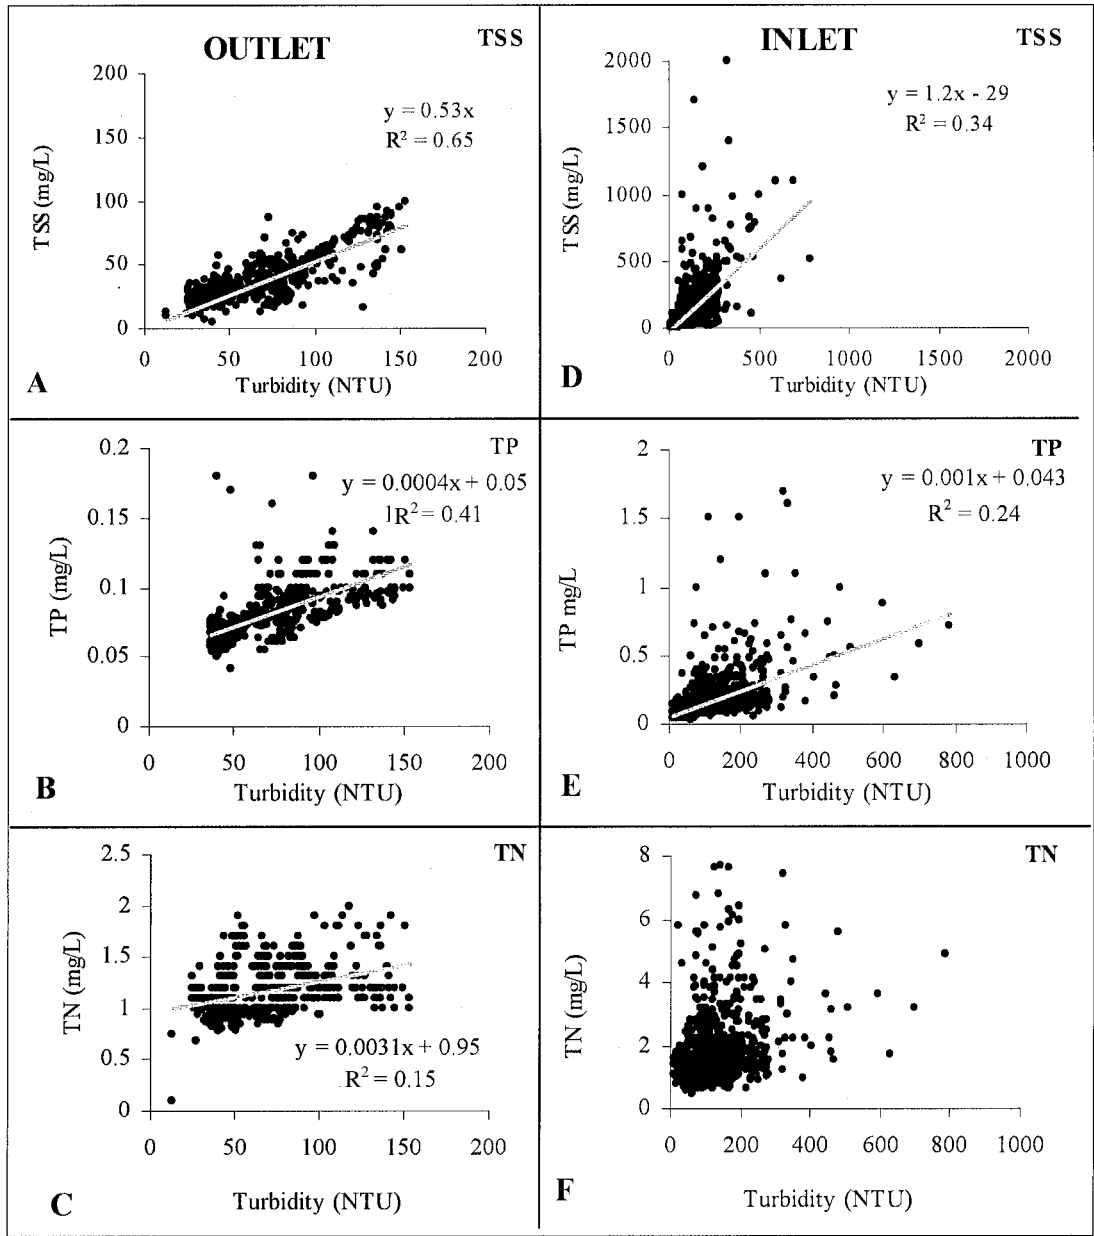 OUTLET
TSS
200
150
100
50
0
TSS (mg/L)
y = 0.53x
R² = 0.65
0 50 100 150 200
Turbidity (NTU)
A
INLET
TSS
2000
1500
1000
500
0
TSS (mg/L)
y = 1.2x - 29
R² = 0.34
0 500 1000 1500 2000
Turbidity (NTU)
D
TP
0.2
0.15
0.1
0.05
0
TP (mg/L)
y = 0.0004x + 0.05
R² = 0.41
0 50 100 150 200
Turbidity (NTU)
B
TP
2
1.5
1
0.5
0
TP mg/L
y = 0.001x + 0.043
R² = 0.24
0 200 400 600 800 1000
Turbidity (NTU)
E
TN
2.5
2
1.5
1
0.5
0
TN (mg/L)
y = 0.0031x + 0.95
R² = 0.15
0 50 100 150 200
Turbidity (NTU)
C
TN
8
6
4
2
0
TN (mg/L)
0 200 400 600 800 1000
Turbidity (NTU)
F